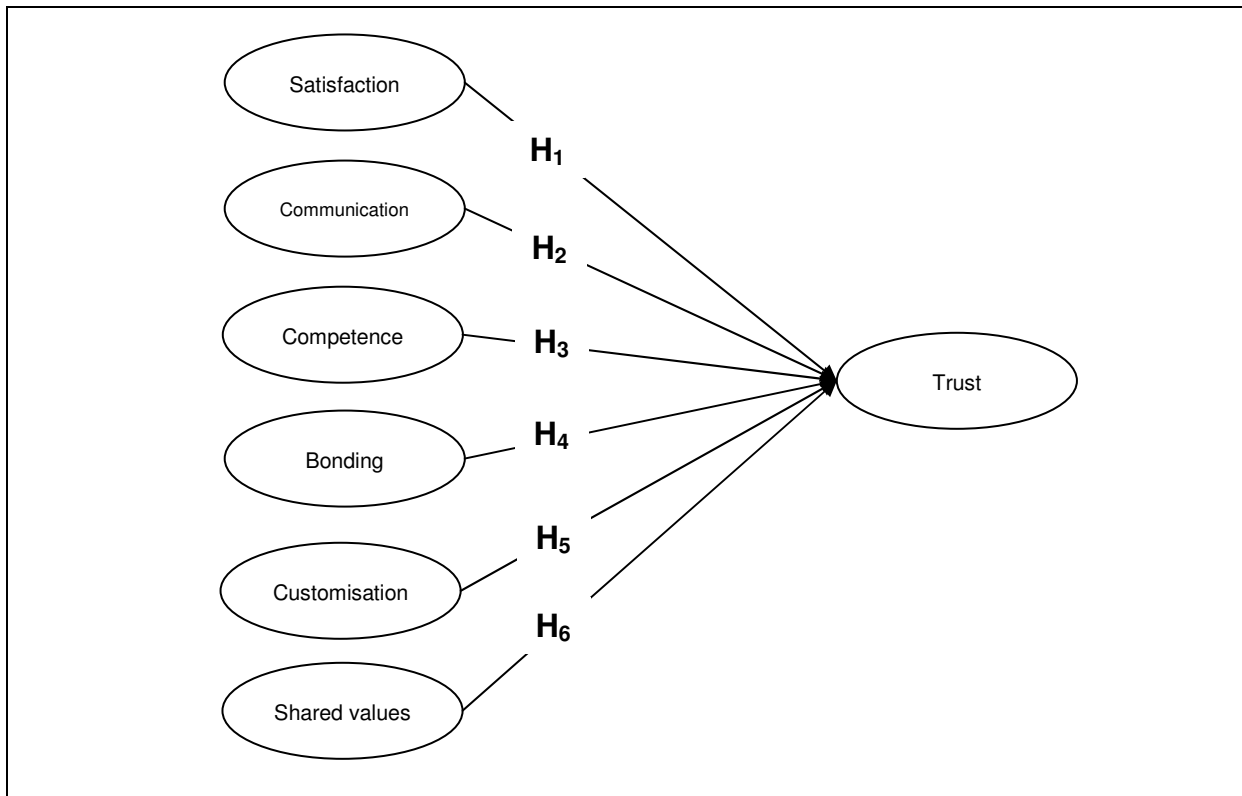 Satisfaction
H1
Communication
H2
Competence
H3
Trust
Bonding
H4
Customisation
H5
Shared values
H6